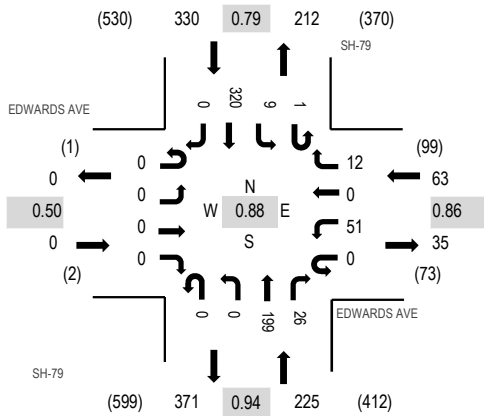 (530) 330 0.79 212 (370)
SH-79
EDWARDS AVE
0 320 9 1
(1) (99)
0 0 12 63
0 0
0.50 N 0.86
W 0.88 E
0 S 51
0 0 0 35
(2) (73)
0 0 199 26
EDWARDS AVE
SH-79
(599) 371 0.94 225 (412)